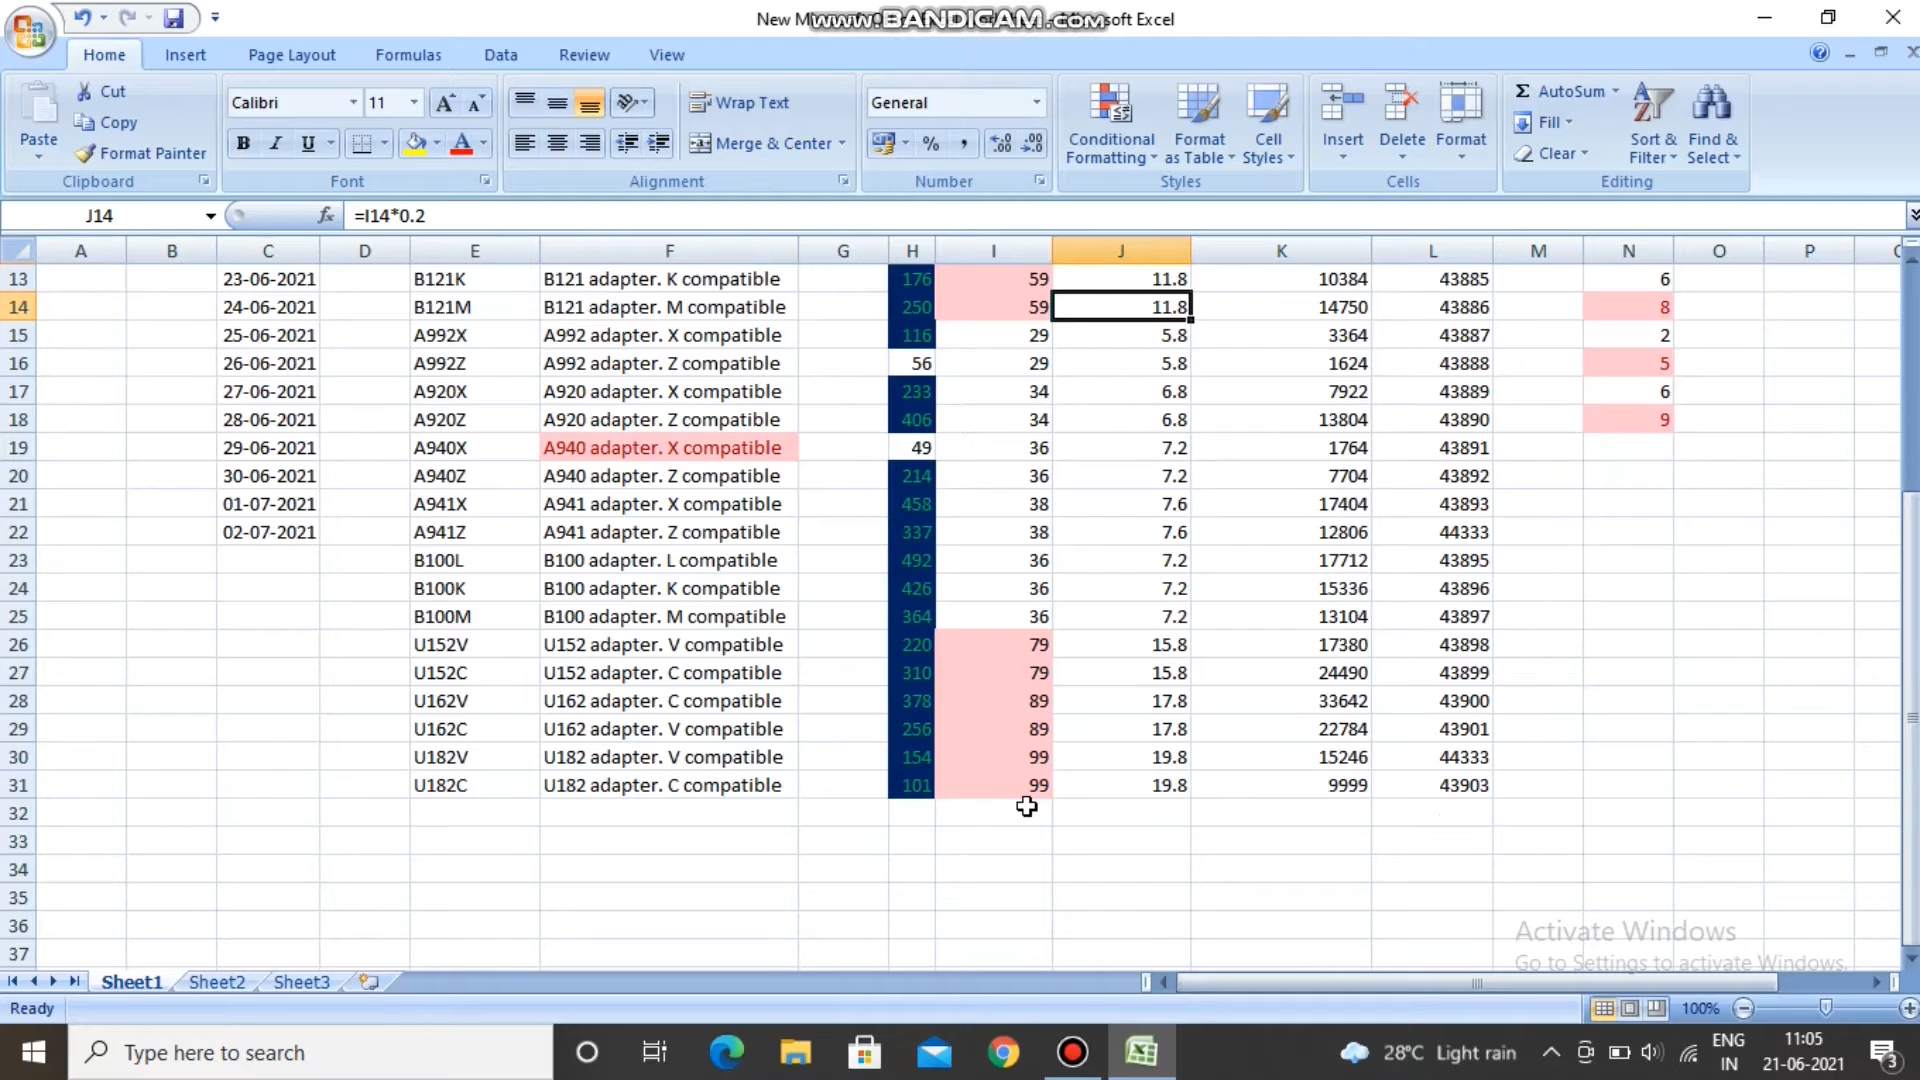 New Mi www.BANDICAM.com Microsoft Excel
Home Insert Page Layout Formulas Data Review View
Paste Cut Copy Format Painter Clipboard
Calibri 11 B I U Font
Wrap Text Merge & Center Alignment
General % , Number
Conditional Formatting Format as Table Cell Styles Styles
Insert Delete Format Cells
Σ AutoSum Fill Clear Sort & Filter Find & Select Editing
J14 fx =I14*0.2
A B C D E F G H I J K L M N O P
13 23-06-2021 B121K B121 adapter. K compatible 176 59 11.8 10384 43885 6
14 24-06-2021 B121M B121 adapter. M compatible 250 59 11.8 14750 43886 8
15 25-06-2021 A992X A992 adapter. X compatible 116 29 5.8 3364 43887 2
16 26-06-2021 A992Z A992 adapter. Z compatible 56 29 5.8 1624 43888 5
17 27-06-2021 A920X A920 adapter. X compatible 233 34 6.8 7922 43889 6
18 28-06-2021 A920Z A920 adapter. Z compatible 406 34 6.8 13804 43890 9
19 29-06-2021 A940X A940 adapter. X compatible 49 36 7.2 1764 43891
20 30-06-2021 A940Z A940 adapter. Z compatible 214 36 7.2 7704 43892
21 01-07-2021 A941X A941 adapter. X compatible 458 38 7.6 17404 43893
22 02-07-2021 A941Z A941 adapter. Z compatible 337 38 7.6 12806 44333
23 B100L B100 adapter. L compatible 492 36 7.2 17712 43895
24 B100K B100 adapter. K compatible 426 36 7.2 15336 43896
25 B100M B100 adapter. M compatible 364 36 7.2 13104 43897
26 U152V U152 adapter. V compatible 220 79 15.8 17380 43898
27 U152C U152 adapter. C compatible 310 79 15.8 24490 43899
28 U162V U162 adapter. C compatible 378 89 17.8 33642 43900
29 U162C U162 adapter. V compatible 256 89 17.8 22784 43901
30 U182V U182 adapter. V compatible 154 99 19.8 15246 44333
31 U182C U182 adapter. C compatible 101 99 19.8 9999 43903
32
33
34
35
36
37
Activate Windows
Go to Settings to activate Windows.
Sheet1 Sheet2 Sheet3
Ready 100%
Type here to search 28°C Light rain ENG IN 11:05 21-06-2021 3